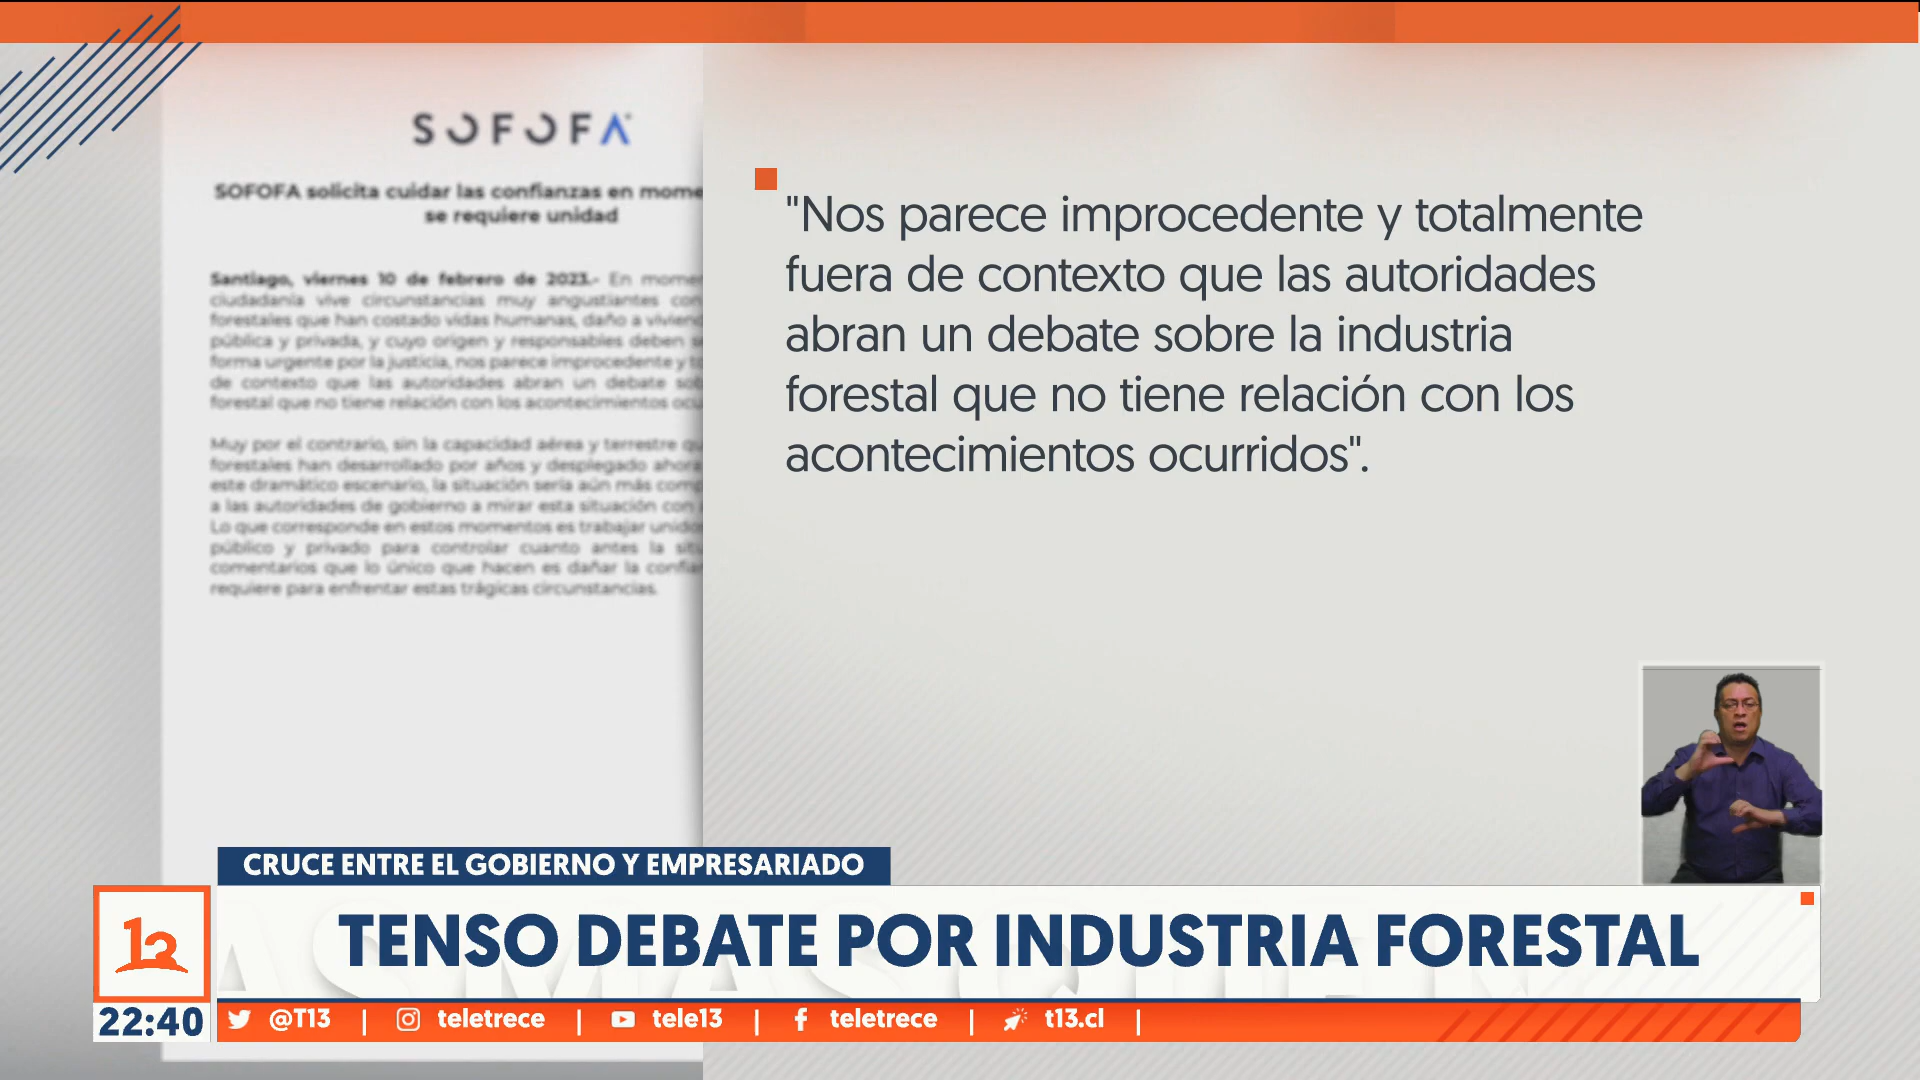 SOFOFA
SOFOFA solicita cuidar las confianzas en mome
se requiere unidad
Santiago, viernes 10 de febrero de 2023.- En momen
ciudadanía vive circunstancias muy angustiantes con
forestales que han costado vidas humanas, daño a viviend
pública y privada, y cuyo origen y responsables deben s
forma urgente por la justicia, nos parece improcedente y to
de contexto que las autoridades abran un debate sob
forestal que no tiene relación con los acontecimientos ocu
Muy por el contrario, sin la capacidad aérea y terrestre qu
forestales han desarrollado por años y desplegado ahora
este dramático escenario, la situación sería aún más comp
a las autoridades de gobierno a mirar esta situación con
Lo que corresponde en estos momentos es trabajar unido
público y privado para controlar cuanto antes la situ
comentarios que lo único que hacen es dañar la confian
requiere para enfrentar estas trágicas circunstancias.
"Nos parece improcedente y totalmente
fuera de contexto que las autoridades
abran un debate sobre la industria
forestal que no tiene relación con los
acontecimientos ocurridos".
CRUCE ENTRE EL GOBIERNO Y EMPRESARIADO
TENSO DEBATE POR INDUSTRIA FORESTAL
13
22:40 @T13 | teletrece | tele13 | teletrece | t13.cl |